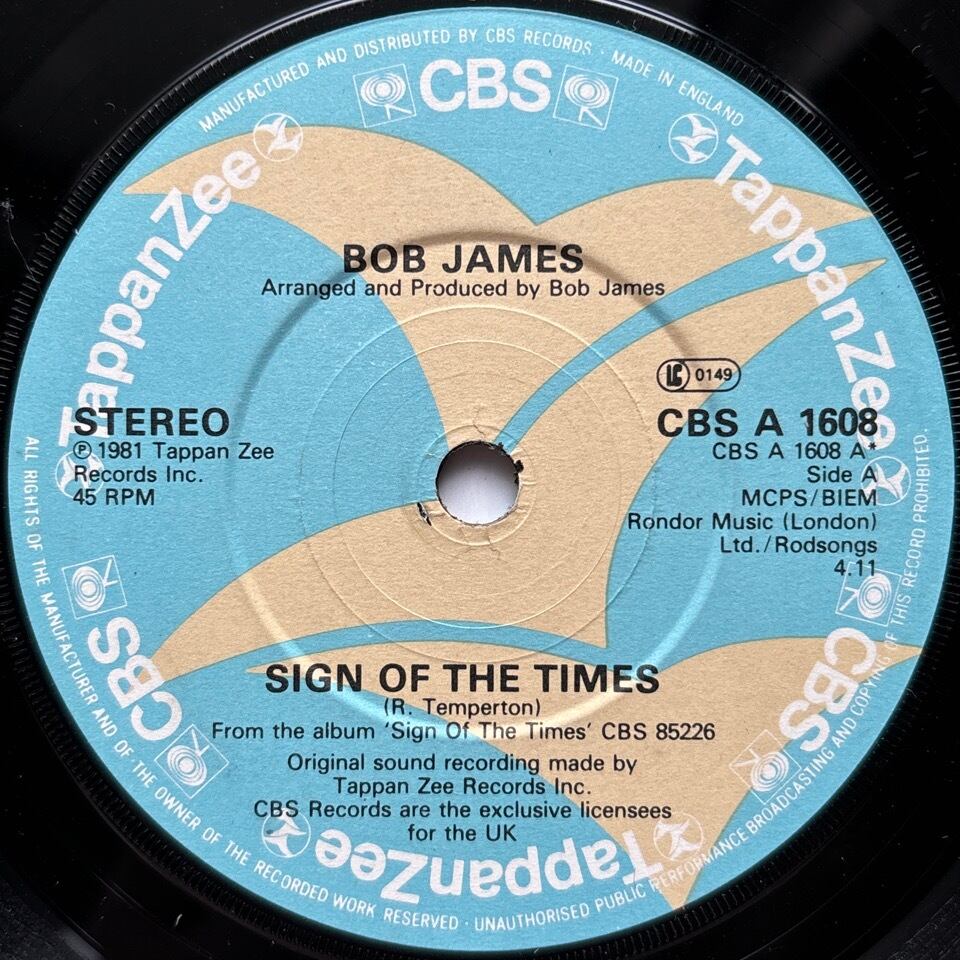 MANUFACTURED AND DISTRIBUTED BY CBS RECORDS · MADE IN ENGLAND
CBS
TappanZee
TappanZee
BOB JAMES
Arranged and Produced by Bob James
LC 0149
STEREO
℗ 1981 Tappan Zee
Records Inc.
45 RPM
CBS A 1608
CBS A 1608 A*
Side A
MCPS/BIEM
Rondor Music (London)
Ltd./Rodsongs
4.11
CBS
CBS
SIGN OF THE TIMES
(R. Temperton)
From the album 'Sign Of The Times' CBS 85226
Original sound recording made by
Tappan Zee Records Inc.
CBS Records are the exclusive licensees
for the UK
TappanZee
ALL RIGHTS OF THE MANUFACTURER AND OF THE OWNER OF THE RECORDED WORK RESERVED · UNAUTHORISED PUBLIC PERFORMANCE BROADCASTING AND COPYING OF THIS RECORD PROHIBITED.